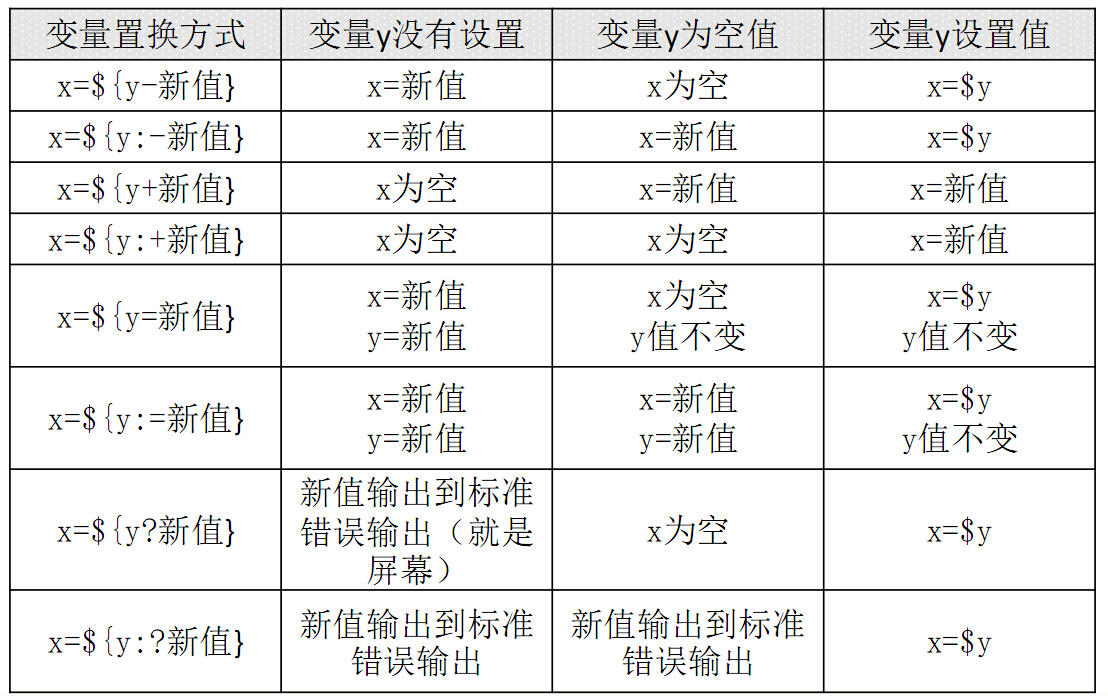 变量置换方式 变量y没有设置 变量y为空值 变量y设置值
x=${y-新值} x=新值 x为空 x=$y
x=${y:-新值} x=新值 x=新值 x=$y
x=${y+新值} x为空 x=新值 x=新值
x=${y:+新值} x为空 x为空 x=新值
x=${y=新值}
x=新值
y=新值
x为空
y值不变
x=$y
y值不变
x=${y:=新值}
x=新值
y=新值
x=新值
y=新值
x=$y
y值不变
x=${y?新值}
新值输出到标准
错误输出（就是
屏幕）
x为空
x=$y
x=${y:?新值}
新值输出到标准
错误输出
新值输出到标准
错误输出
x=$y